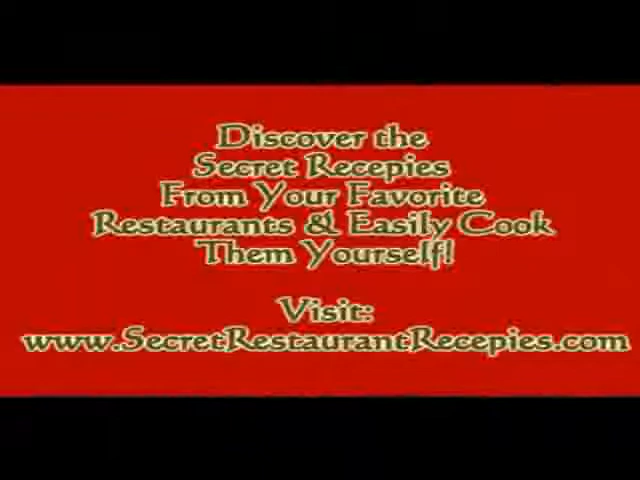 Discover the
Secret Recepies
From Your Favorite
Restaurants & Easily Cook
Them Yourself!
Visit:
www.SecretRestaurantRecepies.com